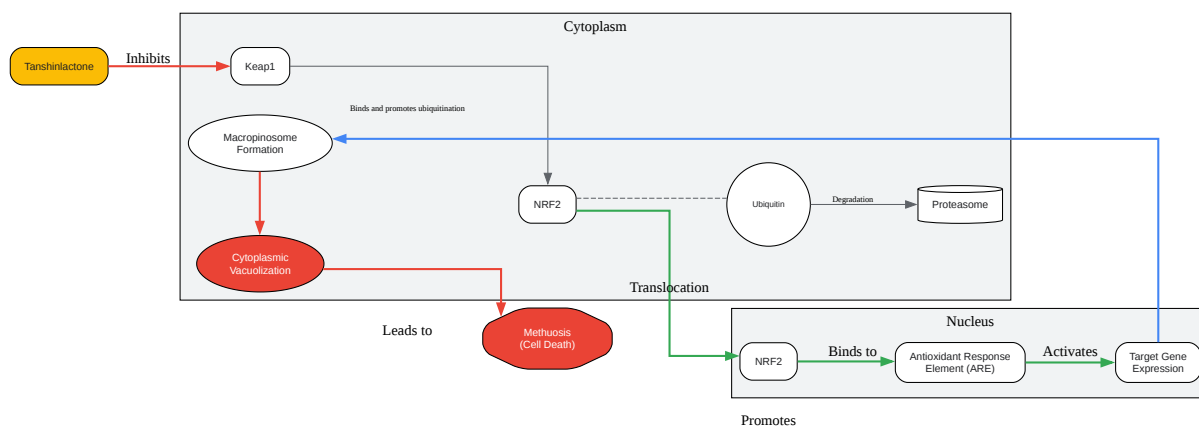 Cytoplasm
Tanshinlactone
Inhibits
Keap1
Binds and promotes ubiquitination
Macropinosome
Formation
NRF2
Ubiquitin
Degradation
Proteasome
Cytoplasmic
Vacuolization
Translocation
Leads to
Methuosis
(Cell Death)
Nucleus
NRF2
Binds to
Antioxidant Response
Element (ARE)
Activates
Target Gene
Expression
Promotes